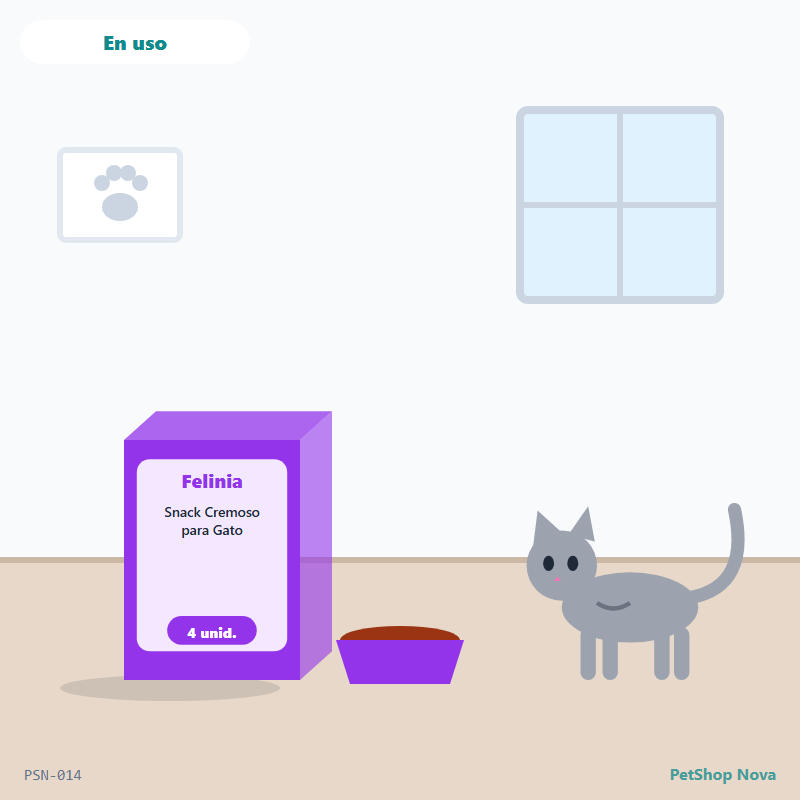 En uso
Felinia
Snack Cremoso
para Gato
4 unid.
PSN-014
PetShop Nova